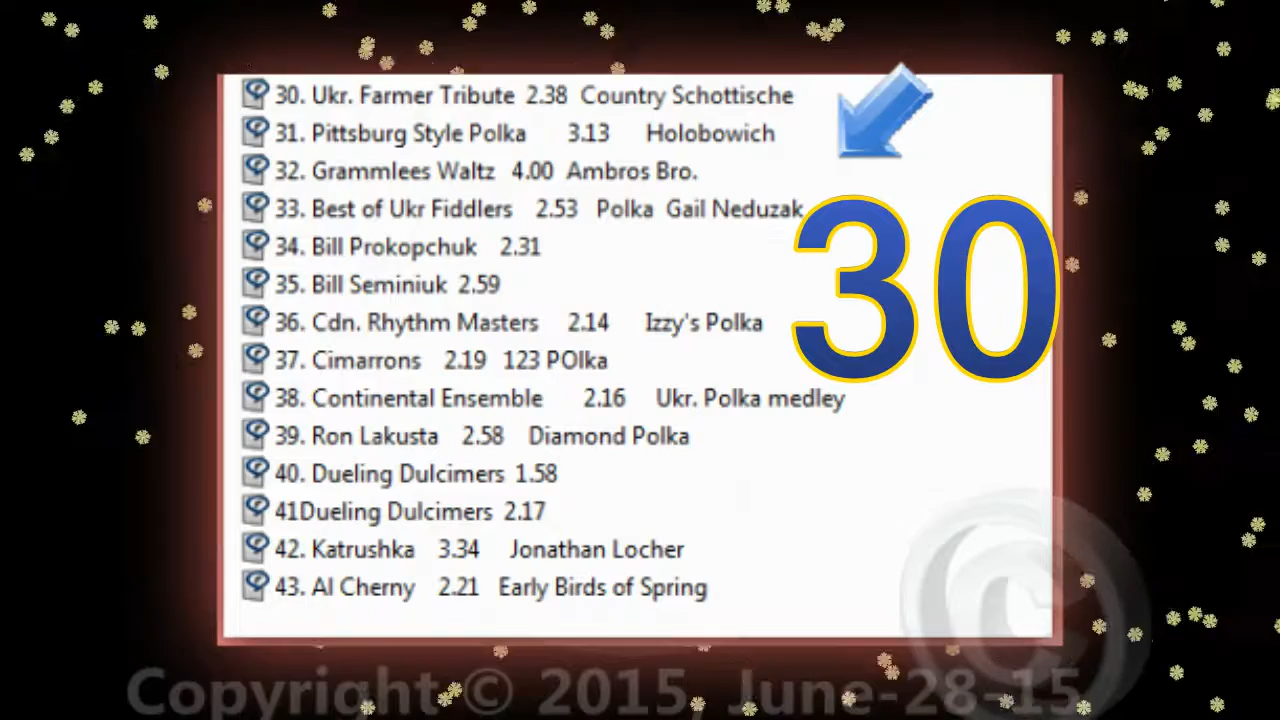 30. Ukr. Farmer Tribute 2.38 Country Schottische
31. Pittsburg Style Polka 3.13 Holobowich
32. Grammlees Waltz 4.00 Ambros Bro.
33. Best of Ukr Fiddlers 2.53 Polka Gail Neduzak
34. Bill Prokopchuk 2.31
35. Bill Seminiuk 2.59
36. Cdn. Rhythm Masters 2.14 Izzy's Polka
37. Cimarrons 2.19 123 POlka
38. Continental Ensemble 2.16 Ukr. Polka medley
39. Ron Lakusta 2.58 Diamond Polka
40. Dueling Dulcimers 1.58
41Dueling Dulcimers 2.17
42. Katrushka 3.34 Jonathan Locher
43. Al Cherny 2.21 Early Birds of Spring
30
©
Copyright © 2015, June-28-15